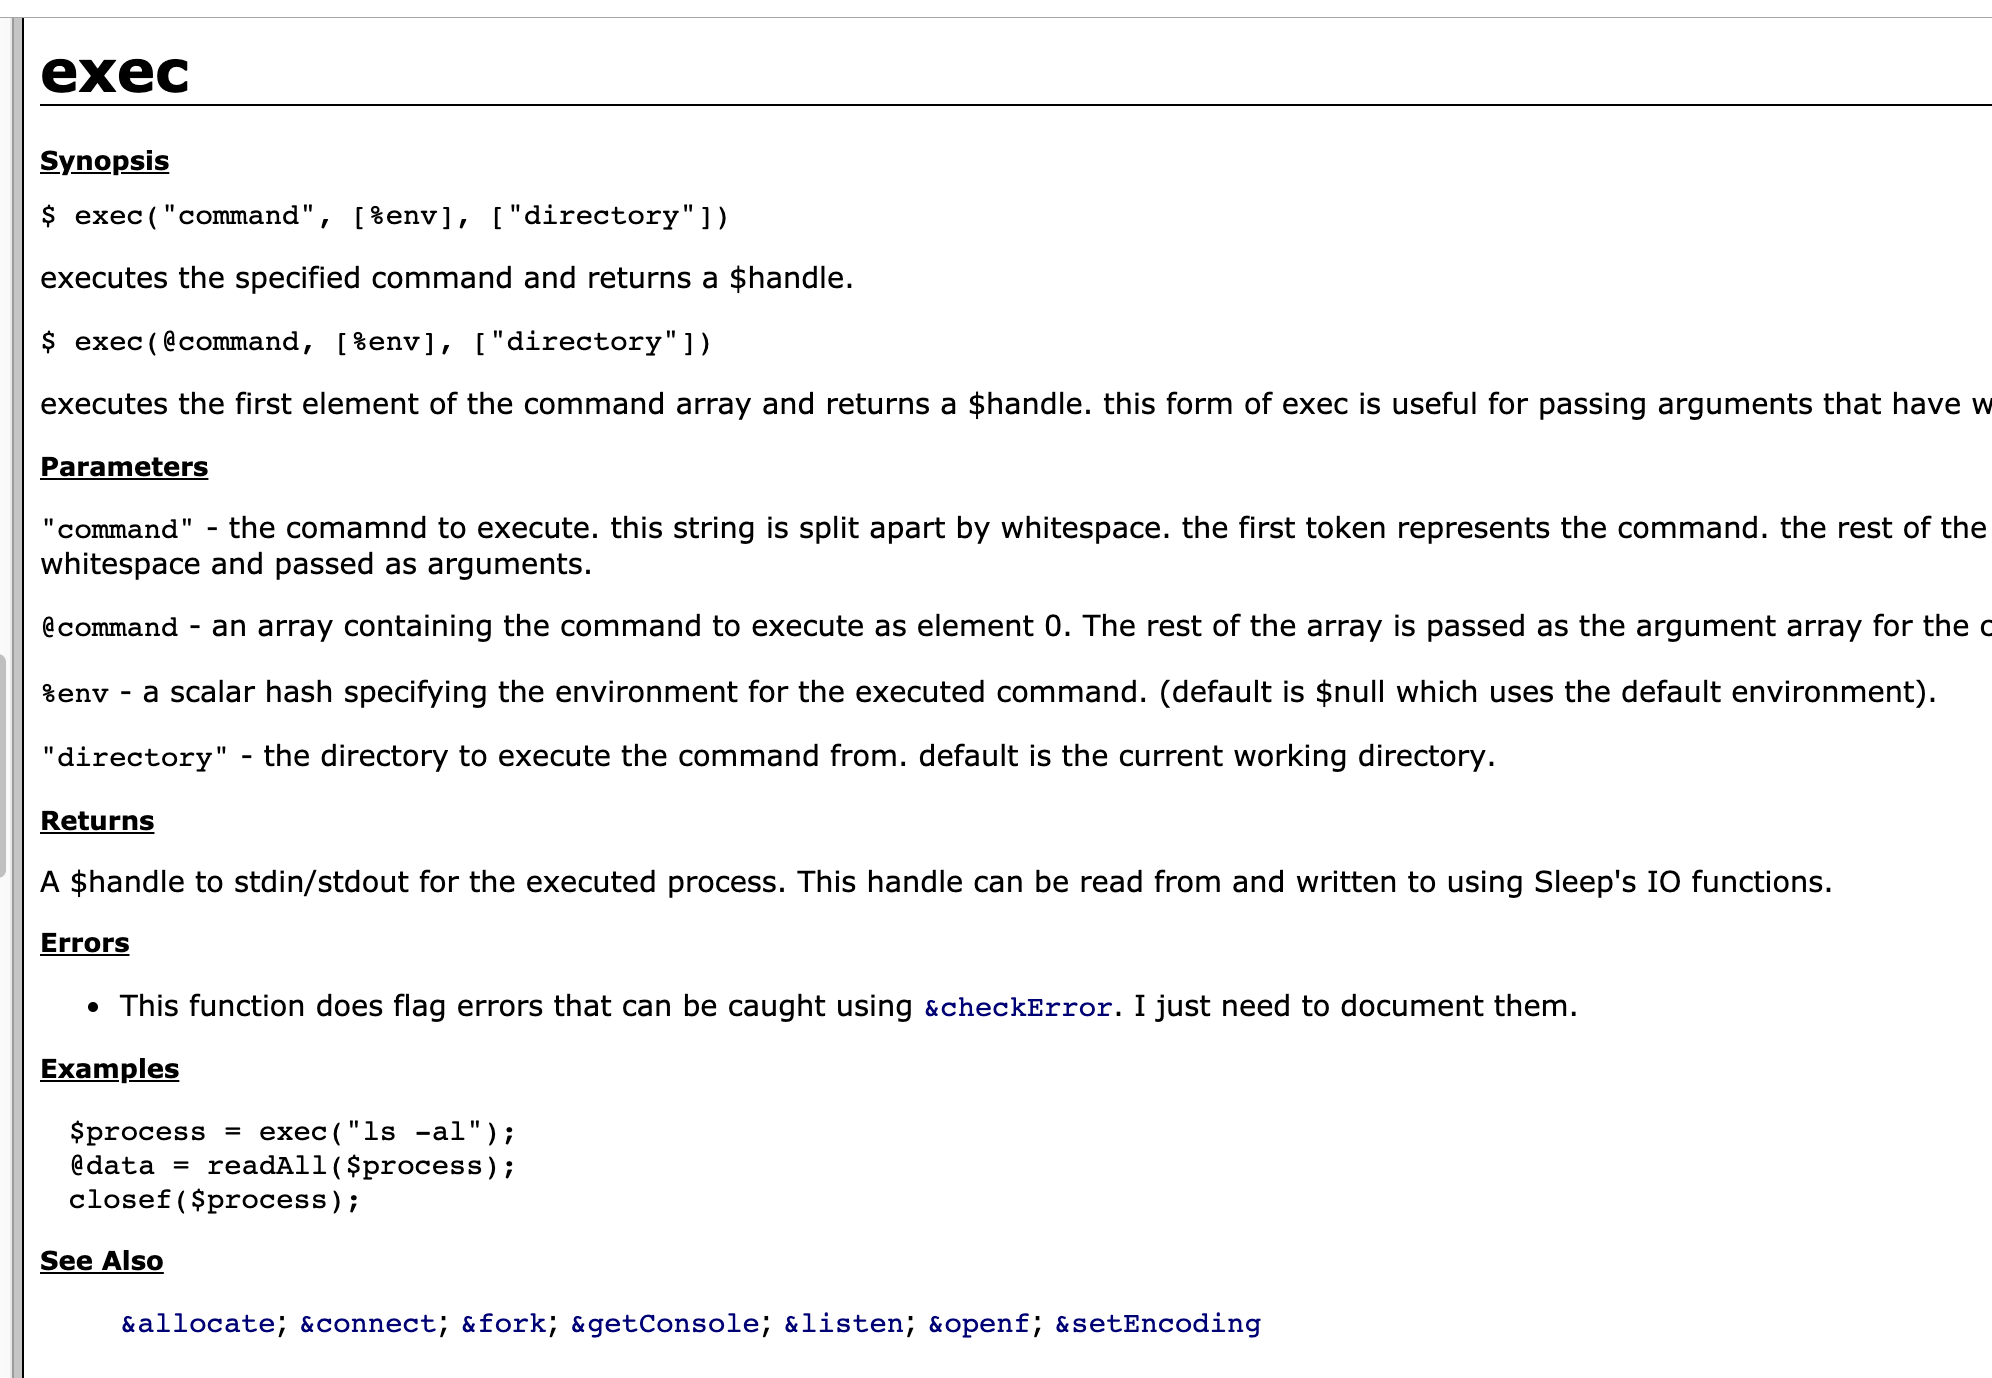 exec
Synopsis
$ exec("command", [%env], ["directory"])
executes the specified command and returns a $handle.
$ exec(@command, [%env], ["directory"])
executes the first element of the command array and returns a $handle. this form of exec is useful for passing arguments that have
Parameters
"command" - the comamnd to execute. this string is split apart by whitespace. the first token represents the command. the rest of the
whitespace and passed as arguments.
@command - an array containing the command to execute as element 0. The rest of the array is passed as the argument array for the
%env - a scalar hash specifying the environment for the executed command. (default is $null which uses the default environment).
"directory" - the directory to execute the command from. default is the current working directory.
Returns
A $handle to stdin/stdout for the executed process. This handle can be read from and written to using Sleep's IO functions.
Errors
• This function does flag errors that can be caught using &checkError. I just need to document them.
Examples
$process = exec("ls -al");
@data = readAll($process);
closef($process);
See Also
&allocate; &connect; &fork; &getConsole; &listen; &openf; &setEncoding